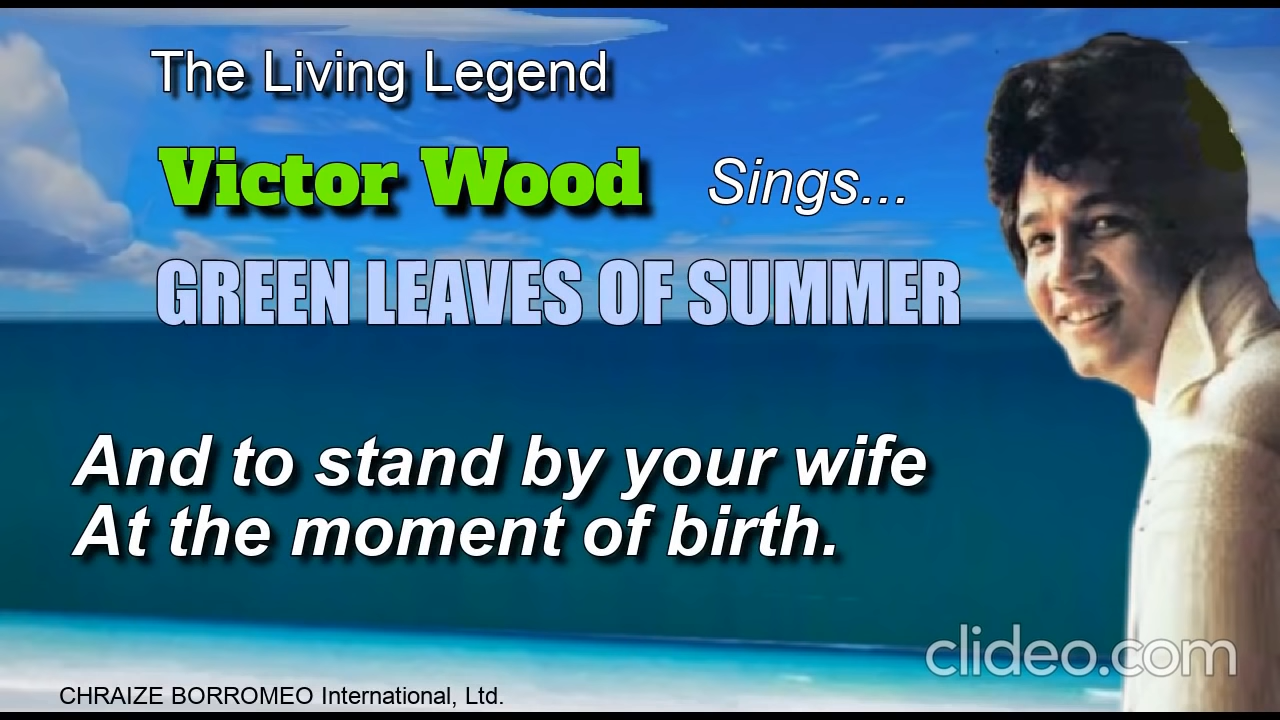 The Living Legend
Victor Wood Sings...
GREEN LEAVES OF SUMMER
And to stand by your wife
At the moment of birth.
clideo.com
CHRAIZE BORROMEO International, Ltd.